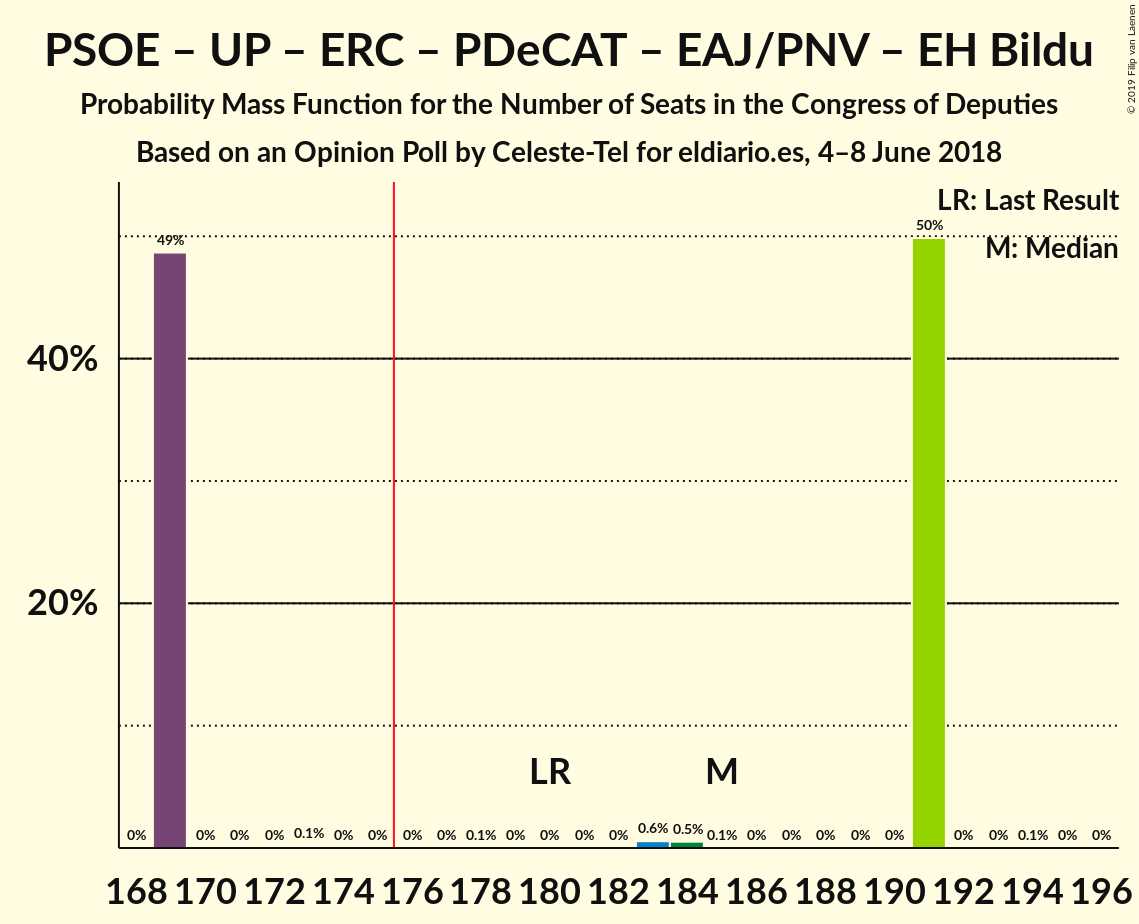 PSOE – UP – ERC – PDeCAT – EAJ/PNV – EH Bildu
Probability Mass Function for the Number of Seats in the Congress of Deputies
Based on an Opinion Poll by Celeste-Tel for eldiario.es, 4–8 June 2018
© 2019 Filip van Laenen
LR: Last Result
M: Median
40%
20%
LR M
0% 49% 0% 0% 0% 0.1% 0% 0% 0% 0% 0.1% 0% 0% 0% 0% 0.6% 0.5% 0.1% 0% 0% 0% 0% 0% 50% 0% 0% 0.1% 0% 0%
168 170 172 174 176 178 180 182 184 186 188 190 192 194 196